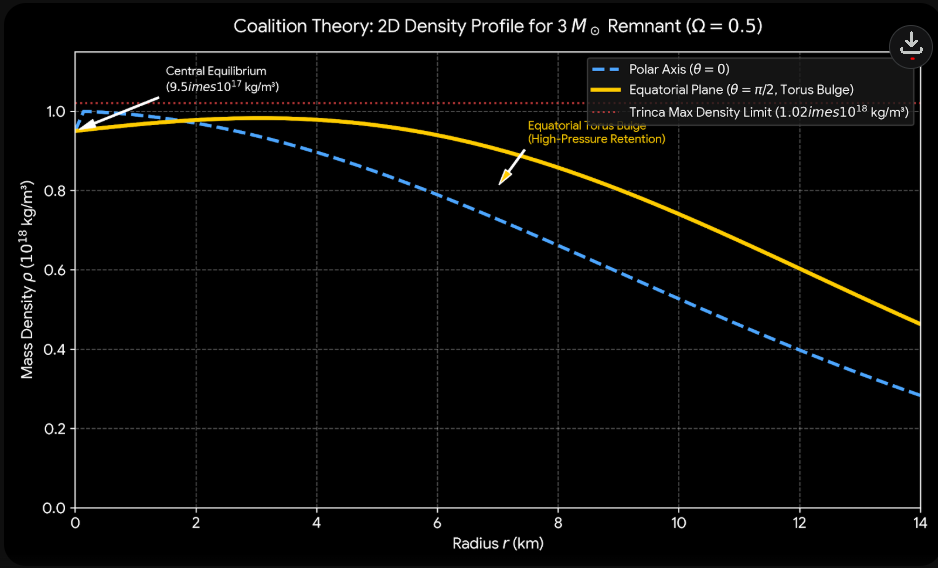 Coalition Theory: 2D Density Profile for 3 M☉ Remnant (Ω = 0.5)
Central Equilibrium
(9.5imes10¹⁷ kg/m³)
Polar Axis (θ = 0)
Equatorial Plane (θ = π/2, Torus Bulge)
Trinca Max Density Limit (1.02imes10¹⁸ kg/m³)
Equatorial Torus Bulge
(High-Pressure Retention)
Mass Density ρ (10¹⁸ kg/m³)
1.0
0.8
0.6
0.4
0.2
0.0
0 2 4 6 8 10 12 14
Radius r (km)